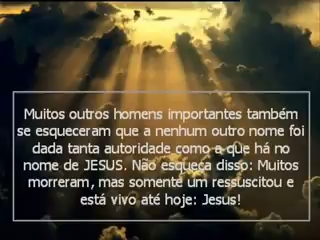 Muitos outros homens importantes também
se esqueceram que a nenhum outro nome foi
dada tanta autoridade como a que há no
nome de JESUS. Não esqueça disso: Muitos
morreram, mas somente um ressuscitou e
está vivo até hoje: Jesus!